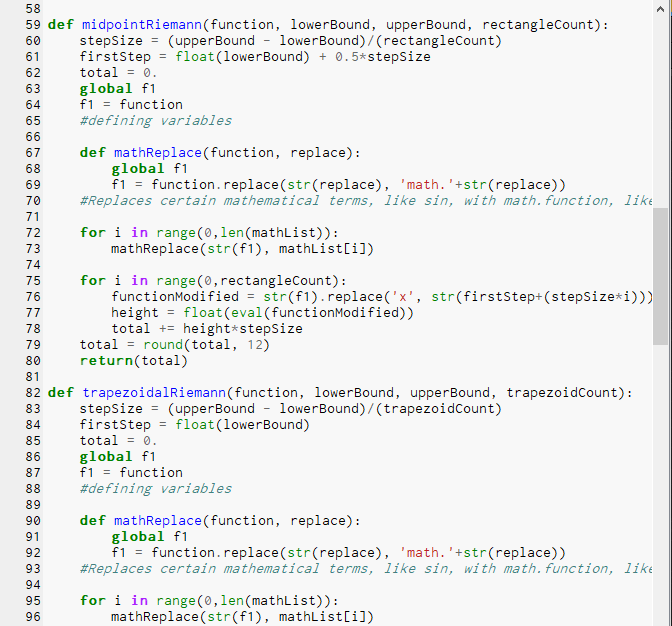 58
59 def midpointRiemann(function, lowerBound, upperBound, rectangleCount):
60     stepSize = (upperBound - lowerBound)/(rectangleCount)
61     firstStep = float(lowerBound) + 0.5*stepSize
62     total = 0.
63     global f1
64     f1 = function
65     #defining variables
66
67     def mathReplace(function, replace):
68         global f1
69         f1 = function.replace(str(replace), 'math.'+str(replace))
70     #Replaces certain mathematical terms, like sin, with math.function, like
71
72     for i in range(0,len(mathList)):
73         mathReplace(str(f1), mathList[i])
74
75     for i in range(0,rectangleCount):
76         functionModified = str(f1).replace('x', str(firstStep+(stepSize*i)))
77         height = float(eval(functionModified))
78         total += height*stepSize
79     total = round(total, 12)
80     return(total)
81
82 def trapezoidalRiemann(function, lowerBound, upperBound, trapezoidCount):
83     stepSize = (upperBound - lowerBound)/(trapezoidCount)
84     firstStep = float(lowerBound)
85     total = 0.
86     global f1
87     f1 = function
88     #defining variables
89
90     def mathReplace(function, replace):
91         global f1
92         f1 = function.replace(str(replace), 'math.'+str(replace))
93     #Replaces certain mathematical terms, like sin, with math.function, like
94
95     for i in range(0,len(mathList)):
96         mathReplace(str(f1), mathList[i])